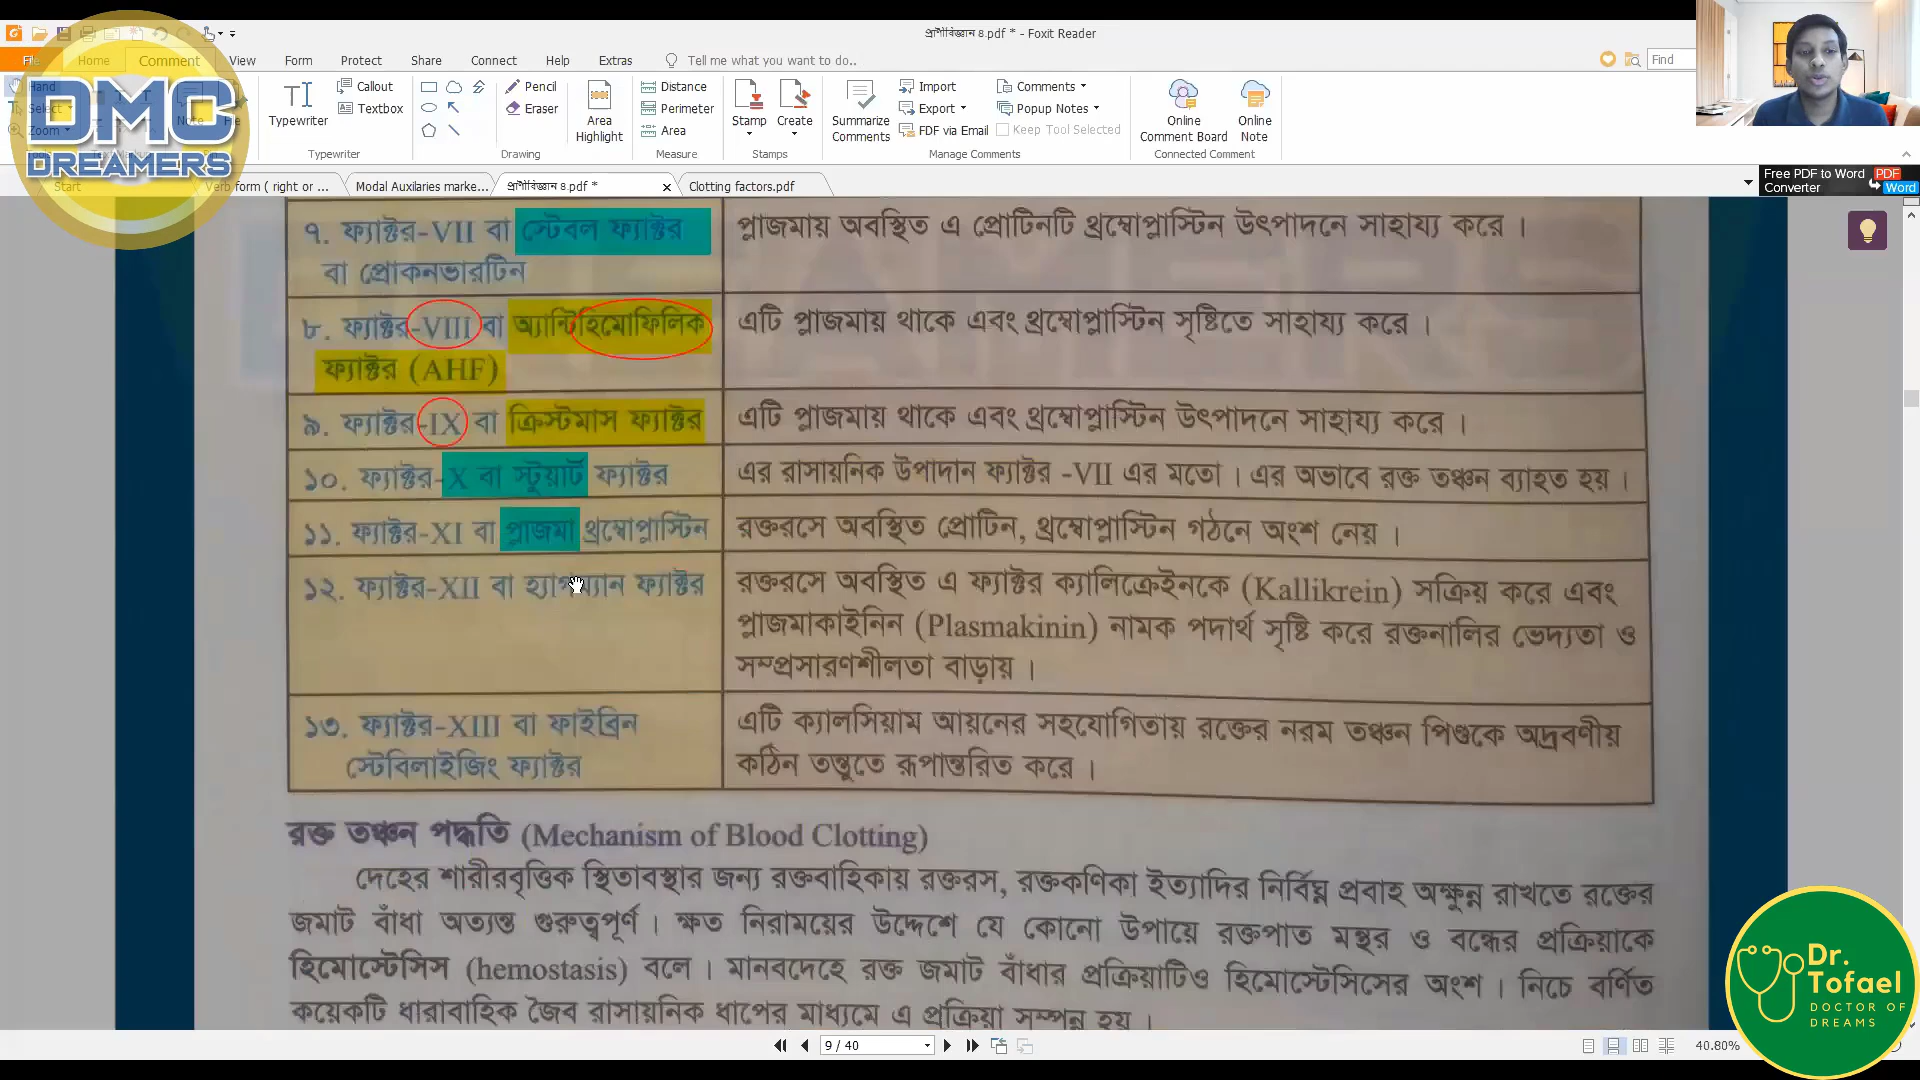 প্রাণীবিজ্ঞান ৪.pdf * - Foxit Reader
File Home Comment View Form Protect Share Connect Help Extras Tell me what you want to do.. Find
Hand Callout Pencil Distance Import Comments
Select Textbox Eraser Perimeter Export Popup Notes
Zoom Typewriter Area Highlight Area Stamp Create Summarize Comments FDF via Email Keep Tool Selected Online Comment Board Online Note
Typewriter Drawing Measure Stamps Manage Comments Connected Comment
DMC
DREAMERS
Start Verb form ( right or ... Modal Auxilaries marke... প্রাণীবিজ্ঞান ৪.pdf * Clotting factors.pdf
Free PDF to Word Converter PDF Word
৭. ফ্যাক্টর-VII বা স্টেবল ফ্যাক্টর
বা প্রোকনভারটিন
প্লাজমায় অবস্থিত এ প্রোটিনটি থ্রম্বোপ্লাস্টিন উৎপাদনে সাহায্য করে ।
৮. ফ্যাক্টর-VIII বা অ্যান্টিহিমোফিলিক
ফ্যাক্টর (AHF)
এটি প্লাজমায় থাকে এবং থ্রম্বোপ্লাস্টিন সৃষ্টিতে সাহায্য করে ।
৯. ফ্যাক্টর-IX বা ক্রিস্টমাস ফ্যাক্টর
এটি প্লাজমায় থাকে এবং থ্রম্বোপ্লাস্টিন উৎপাদনে সাহায্য করে ।
১০. ফ্যাক্টর-X বা স্টুয়ার্ট ফ্যাক্টর
এর রাসায়নিক উপাদান ফ্যাক্টর -VII এর মতো । এর অভাবে রক্ত তঞ্চন ব্যাহত হয় ।
১১. ফ্যাক্টর-XI বা প্লাজমা থ্রম্বোপ্লাস্টিন
রক্তরসে অবস্থিত প্রোটিন, থ্রম্বোপ্লাস্টিন গঠনে অংশ নেয় ।
১২. ফ্যাক্টর-XII বা ফ্যাক্টর
রক্তরসে অবস্থিত এ ফ্যাক্টর ক্যালিক্রেইনকে (Kallikrein) সক্রিয় করে এবং
প্লাজমাকাইনিন (Plasmakinin) নামক পদার্থ সৃষ্টি করে রক্তনালির ভেদ্যতা ও
সম্প্রসারণশীলতা বাড়ায় ।
১৩. ফ্যাক্টর-XIII বা ফাইব্রিন
স্টেবিলাইজিং ফ্যাক্টর
এটি ক্যালসিয়াম আয়নের সহযোগিতায় রক্তের নরম তঞ্চন পিণ্ডকে অদ্রবণীয়
কঠিন তন্তুতে রূপান্তরিত করে ।
রক্ত তঞ্চন পদ্ধতি (Mechanism of Blood Clotting)
দেহের শারীরবৃত্তিক স্থিতাবস্থার জন্য রক্তবাহিকায় রক্তরস, রক্তকণিকা ইত্যাদির নির্বিঘ্ন প্রবাহ অক্ষুন্ন রাখতে রক্তের
জমাট বাঁধা অত্যন্ত গুরুত্বপূর্ণ । ক্ষত নিরাময়ের উদ্দেশে যে কোনো উপায়ে রক্তপাত মন্থর ও বন্ধের প্রক্রিয়াকে
হিমোস্টেসিস (hemostasis) বলে । মানবদেহে রক্ত জমাট বাঁধার প্রক্রিয়াটিও হিমোস্টেসিসের অংশ । নিচে বর্ণিত
কয়েকটি ধারাবাহিক জৈব রাসায়নিক ধাপের মাধ্যমে এ প্রক্রিয়া সম্পন্ন হয় ।
Dr.
Tofael
DOCTOR OF
DREAMS
9 / 40
40.80%